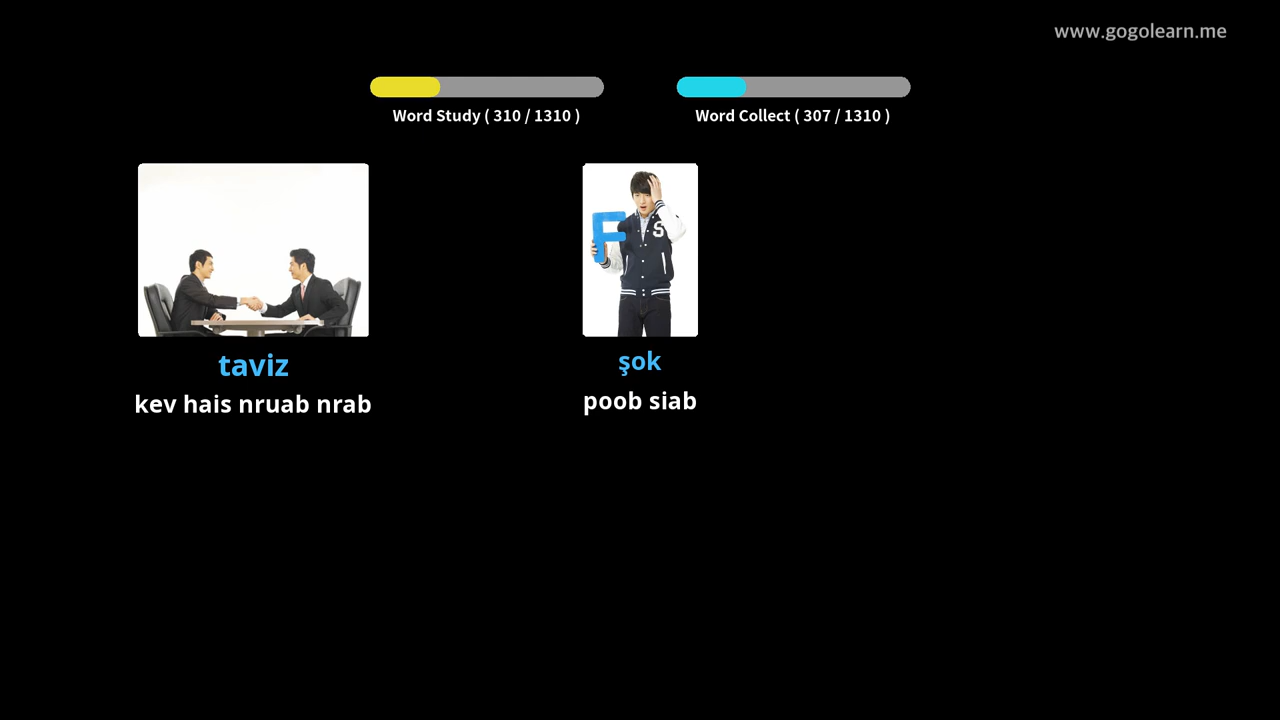 www.gogolearn.me
Word Study ( 310 / 1310 )
Word Collect ( 307 / 1310 )
F
S
taviz
şok
kev hais nruab nrab
poob siab